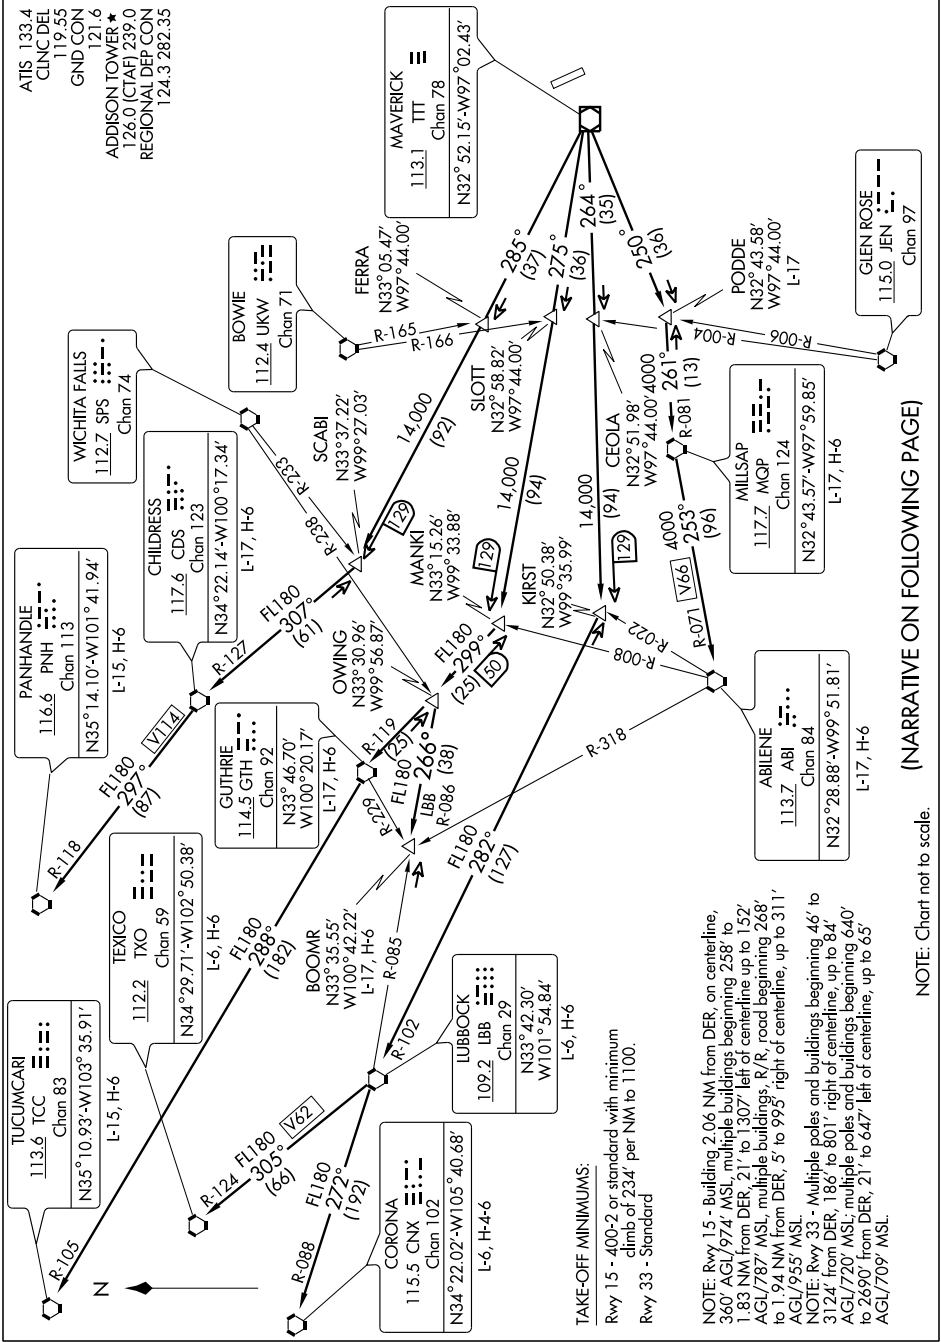 ATIS 133.4
CLNC DEL
119.55
GND CON
121.6
ADDISON TOWER ★
126.0 (CTAF) 239.0
REGIONAL DEP CON
124.3 282.35
MAVERICK
113.1 TTT
Chan 78
N32°52.15'-W97°02.43'
BOWIE
112.4 UKW
Chan 71
WICHITA FALLS
112.7 SPS
Chan 74
CHILDRESS
117.6 CDS
Chan 123
N34°22.14'-W100°17.34'
L-17, H-6
PANHANDLE
116.6 PNH
Chan 113
N35°14.10'-W101°41.94'
L-15, H-6
TEXICO
112.2 TXO
Chan 59
N34°29.71'-W102°50.38'
L-6, H-6
TUCUMCARI
113.6 TCC
Chan 83
N35°10.93'-W103°35.91'
L-15, H-6
GUTHRIE
114.5 GTH
Chan 92
N33°46.70'
W100°20.17'
L-17, H-6
FERRA
N33°05.47'
W97°44.00'
SCABI
N33°37.22'
W99°27.03'
OWING
N33°30.96'
W99°56.87'
MANKI
N33°15.26'
W99°33.88'
KIRST
N32°50.38'
W99°35.99'
SLOTT
N32°58.82'
W97°44.00'
CEOLA
N32°51.98'
W97°44.00'
PODDE
N32°43.58'
W97°44.00'
L-17
BOOMR
N33°35.55'
W100°42.22'
L-17, H-6
GLEN ROSE
115.0 JEN
Chan 97
MILLSAP
117.7 MQP
Chan 124
N32°43.57'-W97°59.85'
L-17, H-6
ABILENE
113.7 ABI
Chan 84
N32°28.88'-W99°51.81'
L-17, H-6
LUBBOCK
109.2 LBB
Chan 29
N33°42.30'
W101°54.84'
L-6, H-6
CORONA
115.5 CNX
Chan 102
N34°22.02'-W105°40.68'
L-6, H-4-6
285°
(37)
275°
(36)
264°
(35)
250°
(36)
R-165
R-166
R-004
R-006
14,000
(92)
14,000
(94)
14,000
(94)
4000
261°
(13)
R-081
4000
253°
(96)
V66
R-071
129
129
129
R-233
R-238
FL180
307°
(61)
R-127
V114
FL180
297°
(87)
R-118
FL180
299°
(25)
50
R-119
(25)
FL180
266°
(38)
LBB
R-086
R-229
R-318
R-008
R-022
FL180
288°
(182)
R-105
FL180
282°
(127)
R-102
R-085
V62
FL180
305°
(66)
R-124
FL180
272°
(192)
R-088
N
TAKE-OFF MINIMUMS:
Rwy 15 - 400-2 or standard with minimum
climb of 234' per NM to 1100.
Rwy 33 - Standard
NOTE: Rwy 15 - Building 2.06 NM from DER, on centerline,
360' AGL/974' MSL, multiple buildings beginning 258' to
1.83 NM from DER, 21' to 1307' left of centerline up to 152'
AGL/787' MSL, multiple buildings, R/R, road beginning 268'
to 1.94 NM from DER, 5' to 995' right of centerline, up to 311'
AGL/955' MSL.
NOTE: Rwy 33 - Multiple poles and buildings beginning 46' to
3124' from DER, 186' to 801' right of centerline, up to 84'
AGL/720' MSL; multiple poles and buildings beginning 640'
to 2690' from DER, 21' to 647' left of centerline, up to 65'
AGL/709' MSL.
(NARRATIVE ON FOLLOWING PAGE)
NOTE: Chart not to scale.